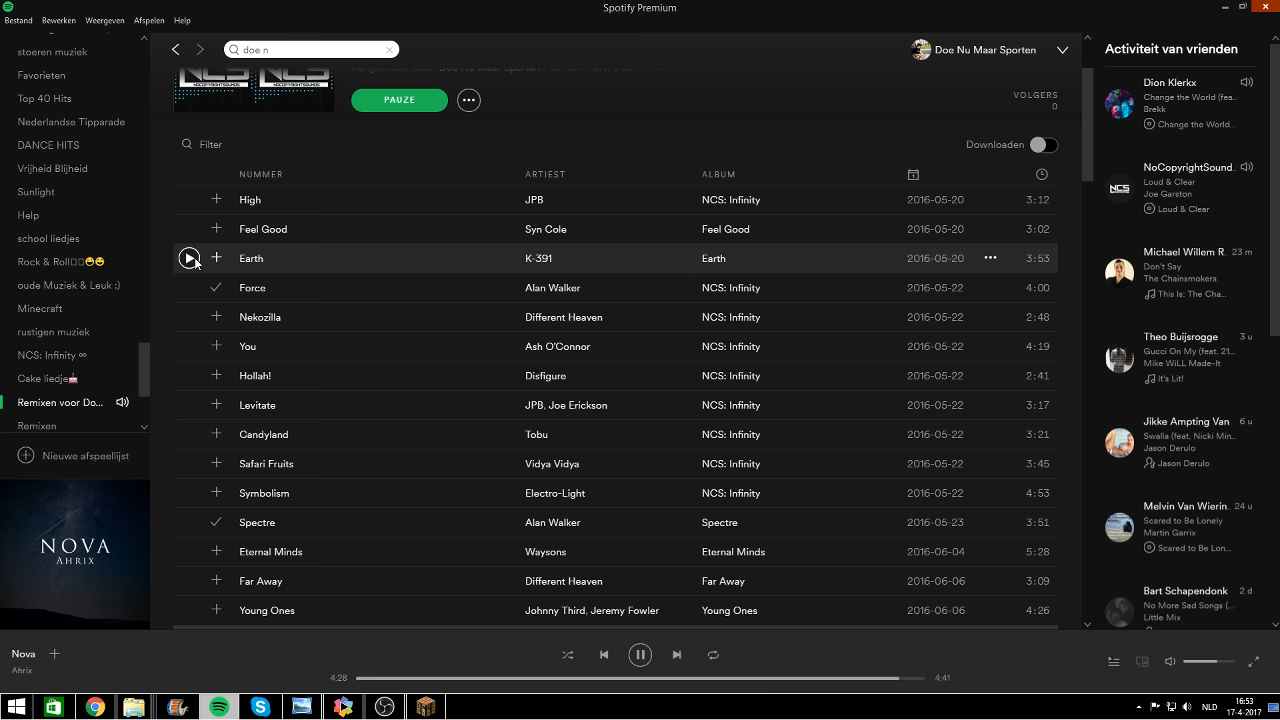 Spotify Premium
Bestand Bewerken Weergeven Afspelen Help
doe n
Doe Nu Maar Sporten
stoeren muziek
Favorieten
Top 40 Hits
Nederlandse Tipparade
DANCE HITS
Vrijheid Blijheid
Sunlight
Help
school liedjes
Rock & Roll😀😄
oude Muziek & Leuk :)
Minecraft
rustigen muziek
NCS: Infinity ∞
Cake liedje🎂
Remixen voor Do...
Remixen
Nieuwe afspeellijst
NOVA
AHRIX
NCS NCS
NOCOPYRIGHTSOUNDS NOCOPYRIGHTSOUNDS
PAUZE
VOLGERS
0
Filter
Downloaden
NUMMER ARTIEST ALBUM
High JPB NCS: Infinity 2016-05-20 3:12
Feel Good Syn Cole Feel Good 2016-05-20 3:02
Earth K-391 Earth 2016-05-20 3:53
Force Alan Walker NCS: Infinity 2016-05-22 4:00
Nekozilla Different Heaven NCS: Infinity 2016-05-22 2:48
You Ash O'Connor NCS: Infinity 2016-05-22 4:19
Hollah! Disfigure NCS: Infinity 2016-05-22 2:41
Levitate JPB, Joe Erickson NCS: Infinity 2016-05-22 3:17
Candyland Tobu NCS: Infinity 2016-05-22 3:21
Safari Fruits Vidya Vidya NCS: Infinity 2016-05-22 3:45
Symbolism Electro-Light NCS: Infinity 2016-05-22 4:53
Spectre Alan Walker Spectre 2016-05-23 3:51
Eternal Minds Waysons Eternal Minds 2016-06-04 5:28
Far Away Different Heaven Far Away 2016-06-06 3:09
Young Ones Johnny Third, Jeremy Fowler Young Ones 2016-06-06 4:26
Activiteit van vrienden
Dion Klerkx
Change the World (fea..
Brekk
Change the World...
NoCopyrightSound..
Loud & Clear
Joe Garston
Loud & Clear
NCS
Michael Willem R.. 23 m
Don't Say
The Chainsmokers
This Is: The Cha...
Theo Buijsrogge 3 u
Gucci On My (feat. 21...
Mike WiLL Made-It
It's Lit!
Jikke Ampting Van 6 u
Swalla (feat. Nicki Min...
Jason Derulo
Jason Derulo
Melvin Van Wierin.. 24 u
Scared to Be Lonely
Martin Garrix
Scared to Be Lon...
Bart Schapendonk 2 d
No More Sad Songs (...
Little Mix
Nova
Ahrix
4:28 4:41
NLD
16:53
17-4-2017